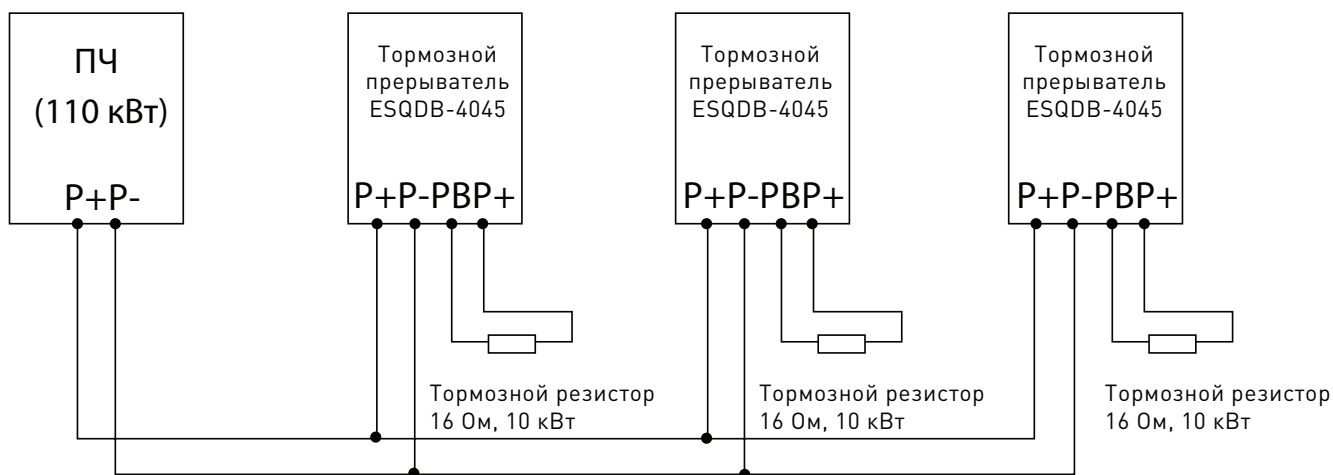 ПЧ
(110 кВт)
P+P-
Тормозной
прерыватель
ESQDB-4045
P+P-PBP+
Тормозной резистор
16 Ом, 10 кВт
Тормозной
прерыватель
ESQDB-4045
P+P-PBP+
Тормозной резистор
16 Ом, 10 кВт
Тормозной
прерыватель
ESQDB-4045
P+P-PBP+
Тормозной резистор
16 Ом, 10 кВт